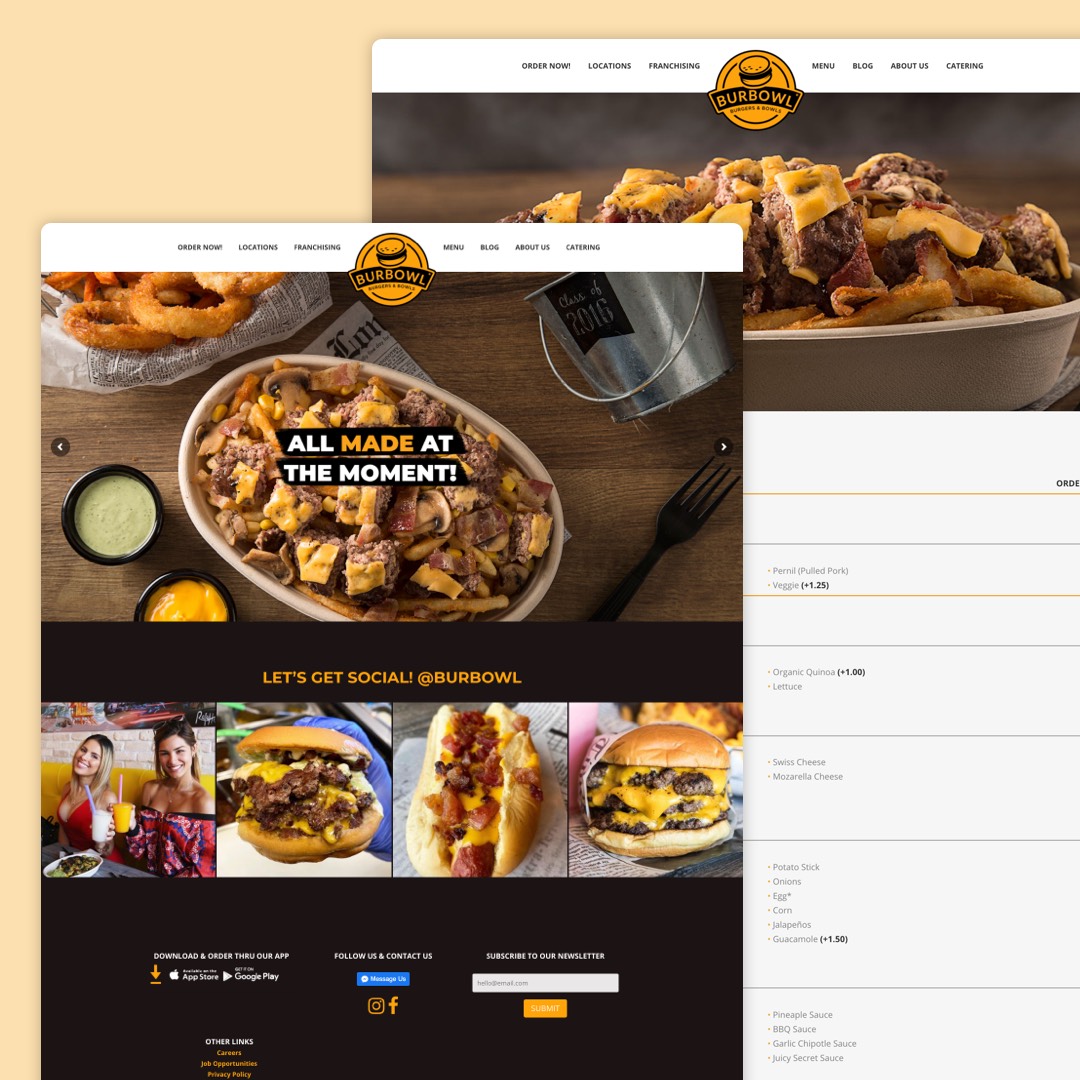 ORDER NOW! LOCATIONS FRANCHISING MENU BLOG ABOUT US CATERING
BURBOWL
BURGERS & BOWLS
ORDER NOW! LOCATIONS FRANCHISING MENU BLOG ABOUT US CATERING
BURBOWL
BURGERS & BOWLS
Class of
2016
Lon
ALL MADE AT
THE MOMENT!
LET'S GET SOCIAL! @BURBOWL
DOWNLOAD & ORDER THRU OUR APP
Available on the
App Store
GET IT ON
Google Play
FOLLOW US & CONTACT US
Message Us
SUBSCRIBE TO OUR NEWSLETTER
hello@email.com
SUBMIT
OTHER LINKS
Careers
Job Opportunities
Privacy Policy
ORDE
• Pernil (Pulled Pork)
• Veggie (+1.25)
• Organic Quinoa (+1.00)
• Lettuce
• Swiss Cheese
• Mozarella Cheese
• Potato Stick
• Onions
• Egg*
• Corn
• Jalapeños
• Guacamole (+1.50)
• Pineaple Sauce
• BBQ Sauce
• Garlic Chipotle Sauce
• Juicy Secret Sauce